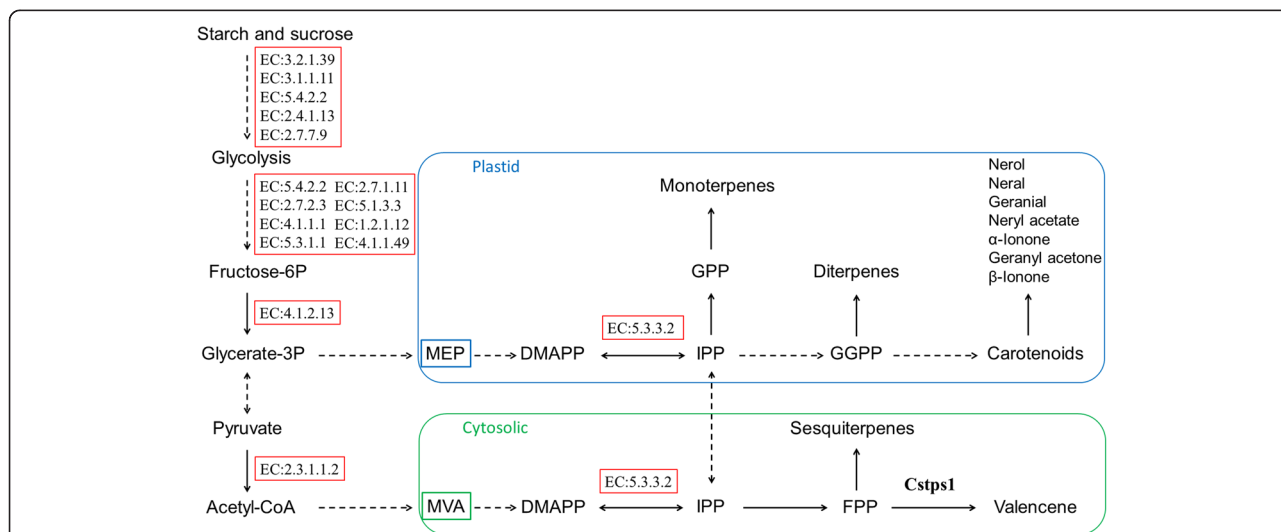 Starch and sucrose
EC:3.2.1.39
EC:3.1.1.11
EC:5.4.2.2
EC:2.4.1.13
EC:2.7.7.9
Glycolysis
EC:5.4.2.2 EC:2.7.1.11
EC:2.7.2.3 EC:5.1.3.3
EC:4.1.1.1 EC:1.2.1.12
EC:5.3.1.1 EC:4.1.1.49
Fructose-6P
EC:4.1.2.13
Glycerate-3P
Pyruvate
EC:2.3.1.1.2
Acetyl-CoA
Plastid
Monoterpenes
GPP
Diterpenes
Nerol
Neral
Geranial
Neryl acetate
α-Ionone
Geranyl acetone
β-Ionone
EC:5.3.3.2
MEP
DMAPP
IPP
GGPP
Carotenoids
Cytosolic
Sesquiterpenes
EC:5.3.3.2
Cstps1
MVA
DMAPP
IPP
FPP
Valencene